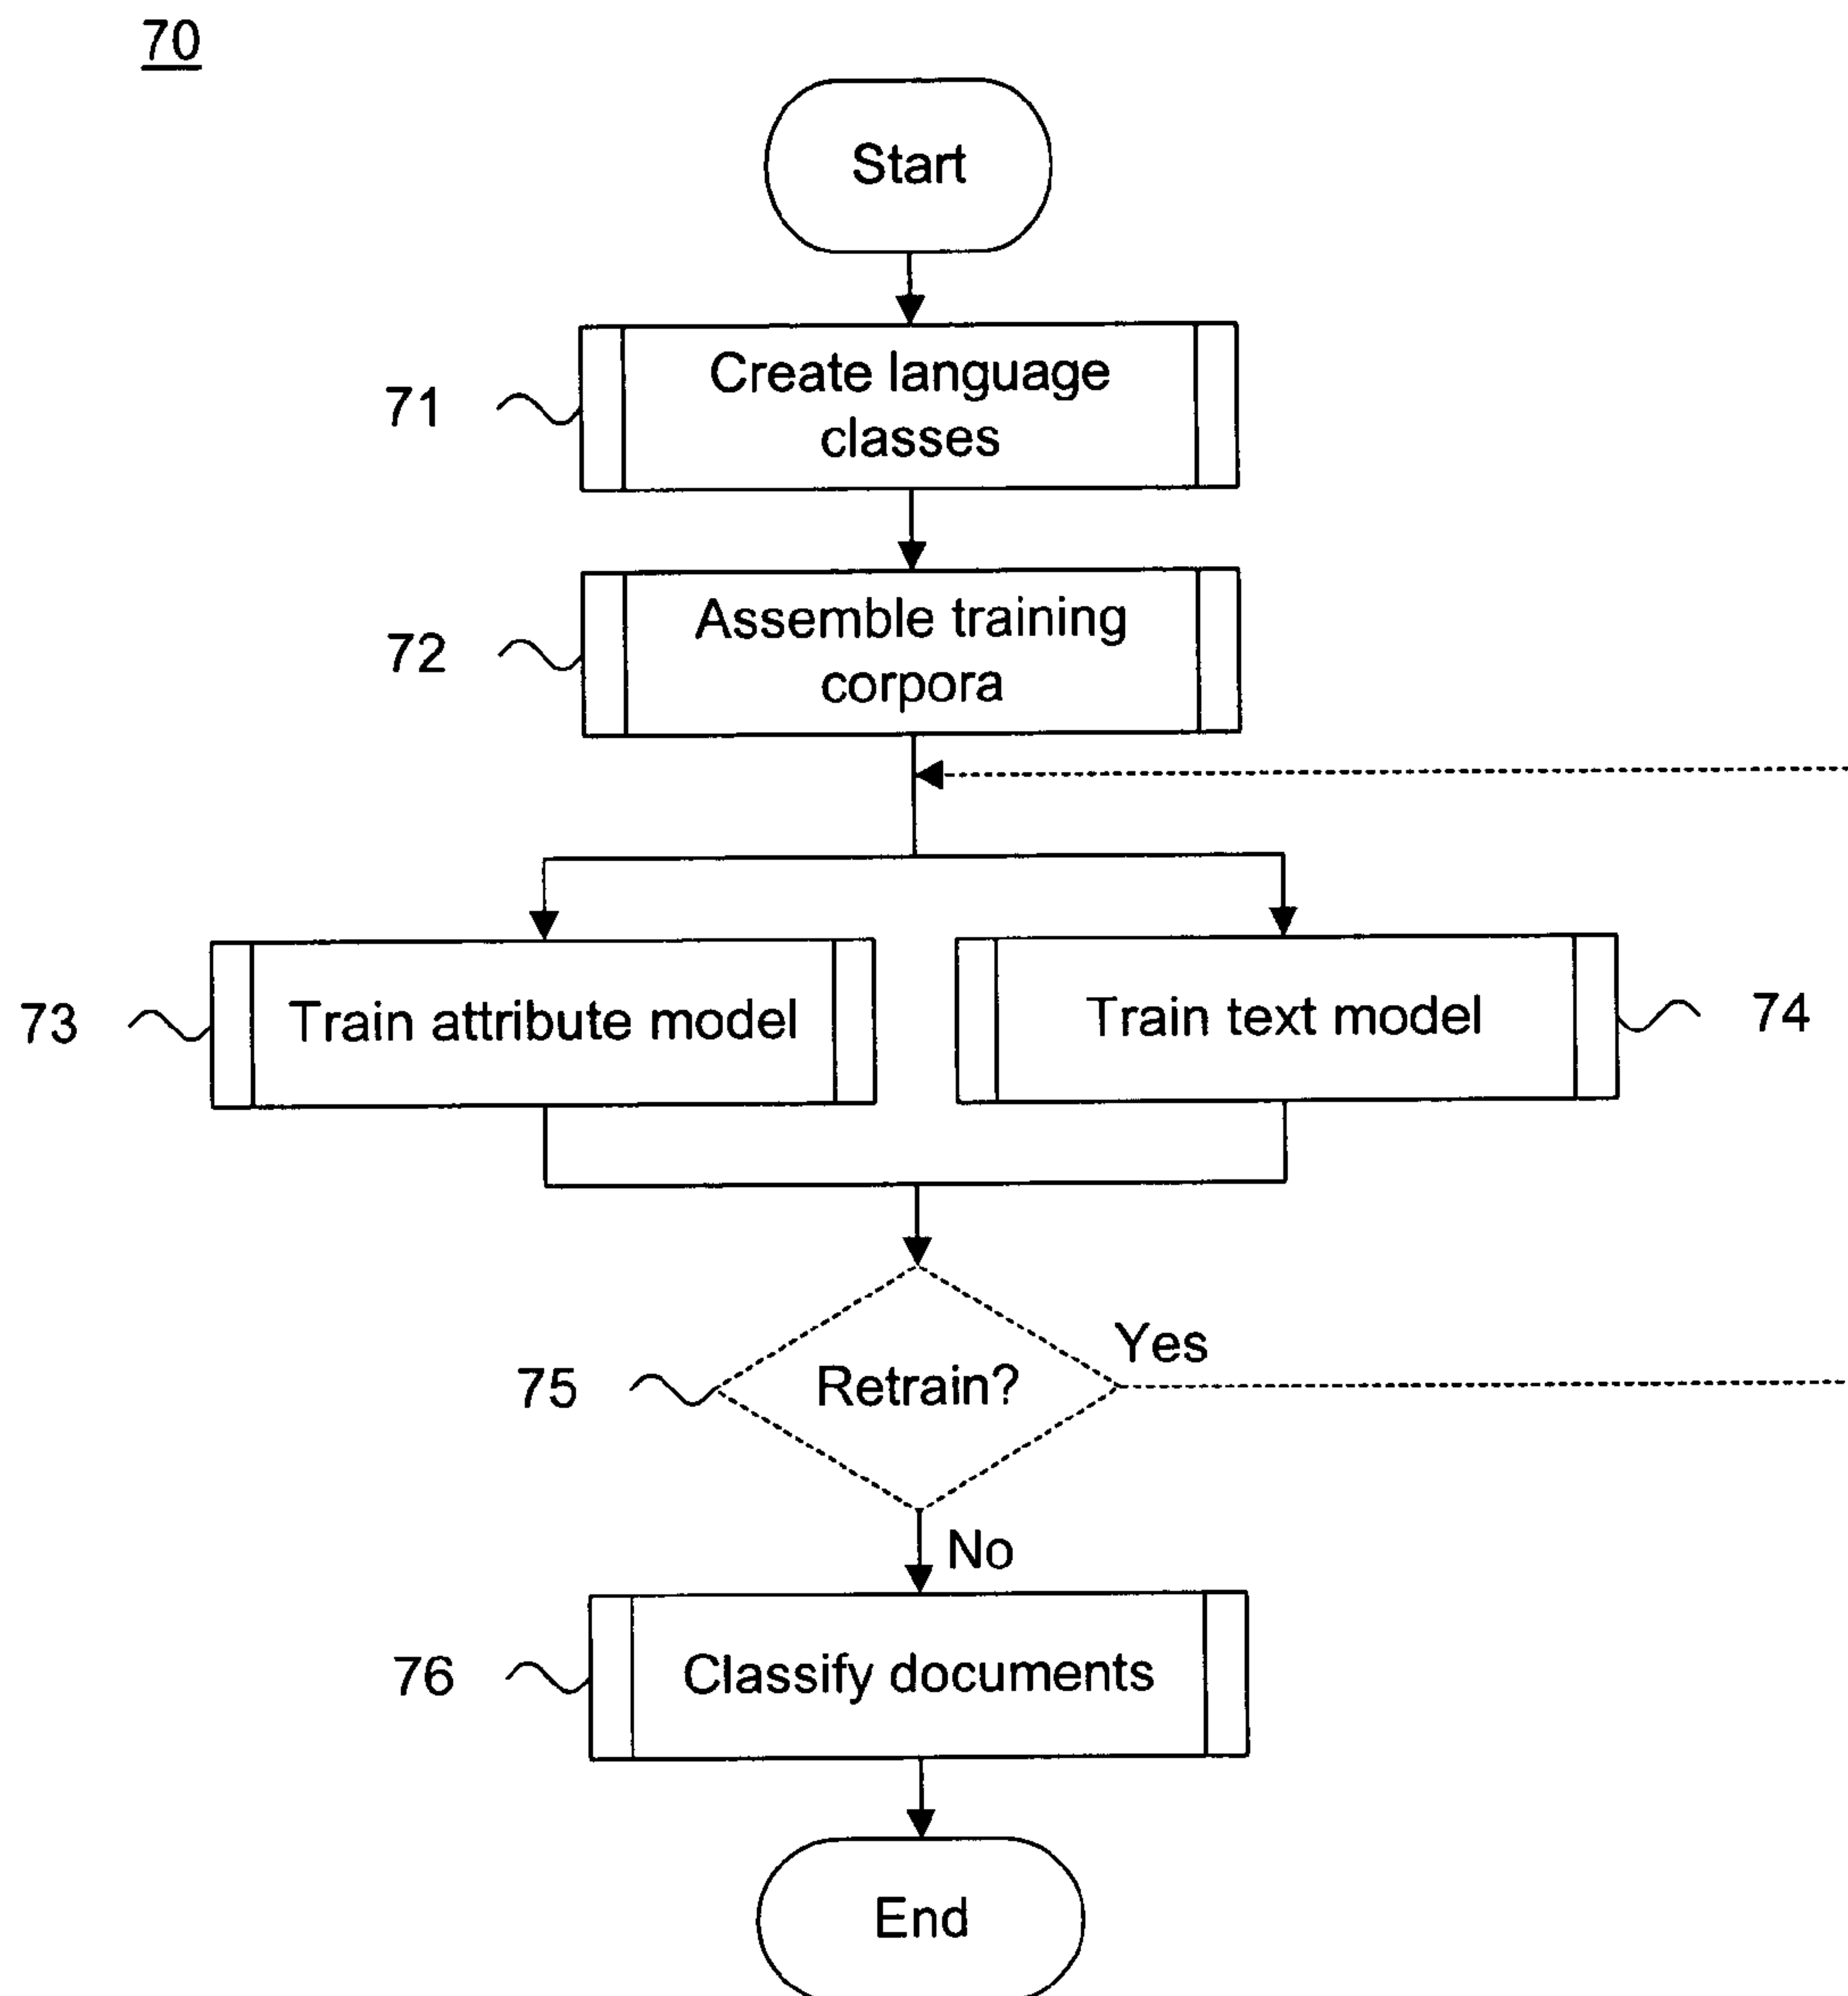 70
Start
71
Create language
classes
72
Assemble training
corpora
73
Train attribute model
Train text model
74
75
Retrain?
Yes
No
76
Classify documents
End